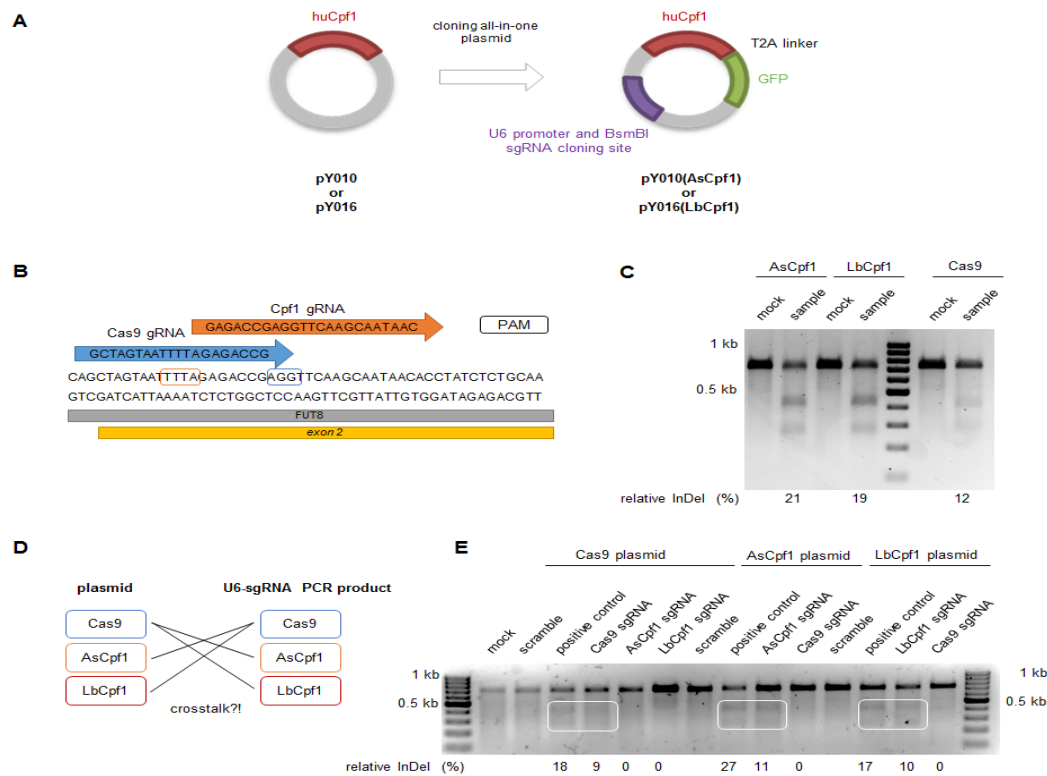 A
huCpf1
cloning all-in-one
plasmid
huCpf1
T2A linker
GFP
U6 promoter and BsmBI
sgRNA cloning site
pY010
or
pY016
pY010(AsCpf1)
or
pY016(LbCpf1)
B
Cpf1 gRNA
GAGACCGAGGTTCAAGCAATAAC
PAM
Cas9 gRNA
GCTAGTAATTTTAGAGACCG
CAGCTAGTAATTTTAGAGACCGAGGTTCAAGCAATAACACCTATCTCTGCAA
GTCGATCATTAAAATCTCTGGCTCCAAGTTCGTTATTGTGGATAGAGACGTT
FUT8
exon 2
C
AsCpf1 LbCpf1 Cas9
mock sample mock sample mock sample
1 kb
0.5 kb
relative InDel (%) 21 19 12
D
plasmid U6-sgRNA PCR product
Cas9 Cas9
AsCpf1 AsCpf1
LbCpf1 LbCpf1
crosstalk?!
E
Cas9 plasmid AsCpf1 plasmid LbCpf1 plasmid
mock scramble positive control Cas9 sgRNA AsCpf1 sgRNA LbCpf1 sgRNA scramble positive control AsCpf1 sgRNA Cas9 sgRNA scramble positive control LbCpf1 sgRNA Cas9 sgRNA
1 kb 1 kb
0.5 kb 0.5 kb
relative InDel (%) 18 9 0 0 27 11 0 17 10 0